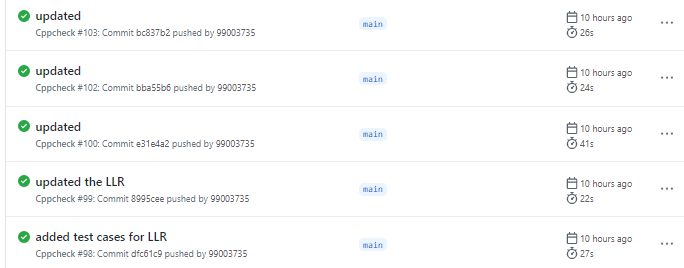 updated
Cppcheck #103: Commit bc837b2 pushed by 99003735
main
10 hours ago
26s
updated
Cppcheck #102: Commit bba55b6 pushed by 99003735
main
10 hours ago
24s
updated
Cppcheck #100: Commit e31e4a2 pushed by 99003735
main
10 hours ago
41s
updated the LLR
Cppcheck #99: Commit 8995cee pushed by 99003735
main
10 hours ago
22s
added test cases for LLR
Cppcheck #98: Commit dfc61c9 pushed by 99003735
main
10 hours ago
27s